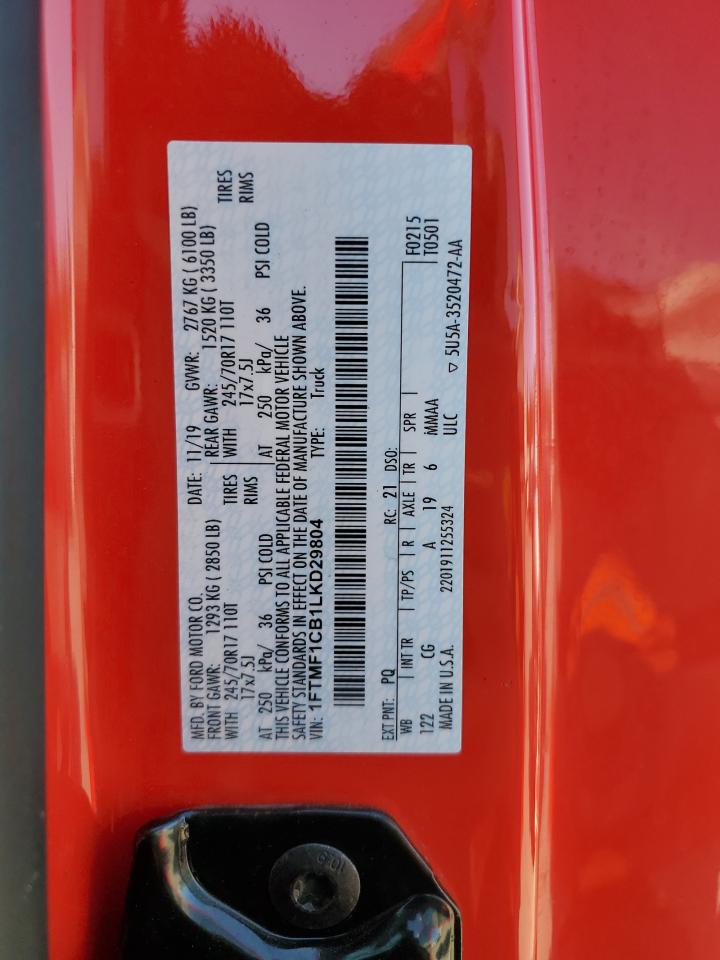 MFD. BY FORD MOTOR CO. DATE: 11/19 GVWR: 2767 KG ( 6100 LB)
FRONT GAWR: 1293 KG ( 2850 LB) REAR GAWR: 1520 KG ( 3350 LB)
WITH 245/70R17 110T TIRES WITH 245/70R17 110T TIRES
17x7.5J RIMS 17x7.5J RIMS
AT 250 kPa/ 36 PSI COLD AT 250 kPa/ 36 PSI COLD
THIS VEHICLE CONFORMS TO ALL APPLICABLE FEDERAL MOTOR VEHICLE
SAFETY STANDARDS IN EFFECT ON THE DATE OF MANUFACTURE SHOWN ABOVE.
VIN: 1FTMF1CB1LKD29804 TYPE: Truck
EXT PNT: PQ RC: 21 DSO: F0215
WB INT TR TP/PS R AXLE TR SPR T0501
122 CG A 19 6 MMAA
MADE IN U.S.A. 2201911255324 ULC ▽ 5U5A-3520472-AA
10.9